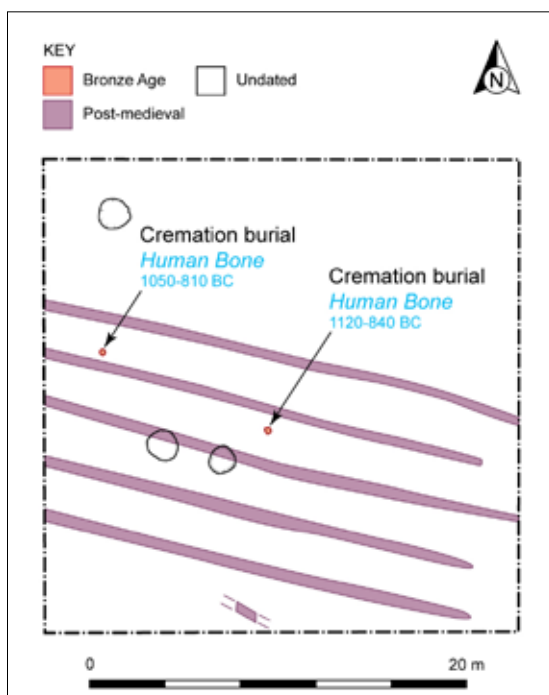 KEY
Bronze Age
Undated
Post-medieval
N
Cremation burial
Human Bone
1050-810 BC
Cremation burial
Human Bone
1120-840 BC
0
20 m